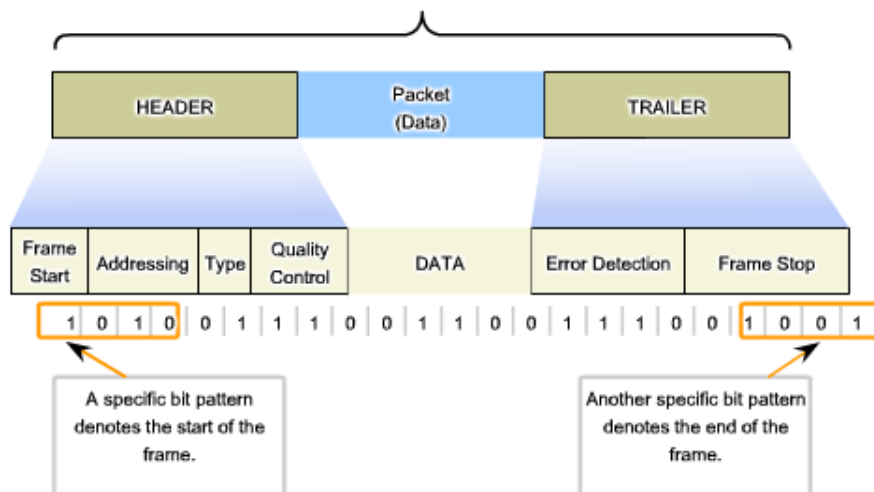 HEADER
Packet
(Data)
TRAILER
Frame
Start
Addressing
Type
Quality
Control
DATA
Error Detection
Frame Stop
1 0 1 0 0 1 1 1 0 0 1 1 0 0 1 1 1 0 0 1 0 0 1
A specific bit pattern
denotes the start of the
frame.
Another specific bit pattern
denotes the end of the
frame.